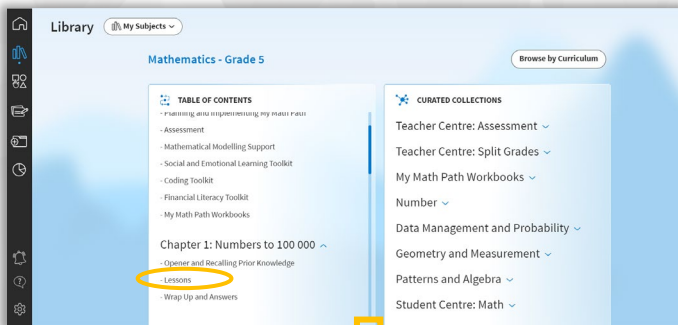 Library
My Subjects
Mathematics - Grade 5
Browse by Curriculum
TABLE OF CONTENTS
- Planning and Implementing My Math Path
- Assessment
- Mathematical Modelling Support
- Social and Emotional Learning Toolkit
- Coding Toolkit
- Financial Literacy Toolkit
- My Math Path Workbooks
Chapter 1: Numbers to 100 000
- Opener and Recalling Prior Knowledge
- Lessons
- Wrap Up and Answers
CURATED COLLECTIONS
Teacher Centre: Assessment
Teacher Centre: Split Grades
My Math Path Workbooks
Number
Data Management and Probability
Geometry and Measurement
Patterns and Algebra
Student Centre: Math